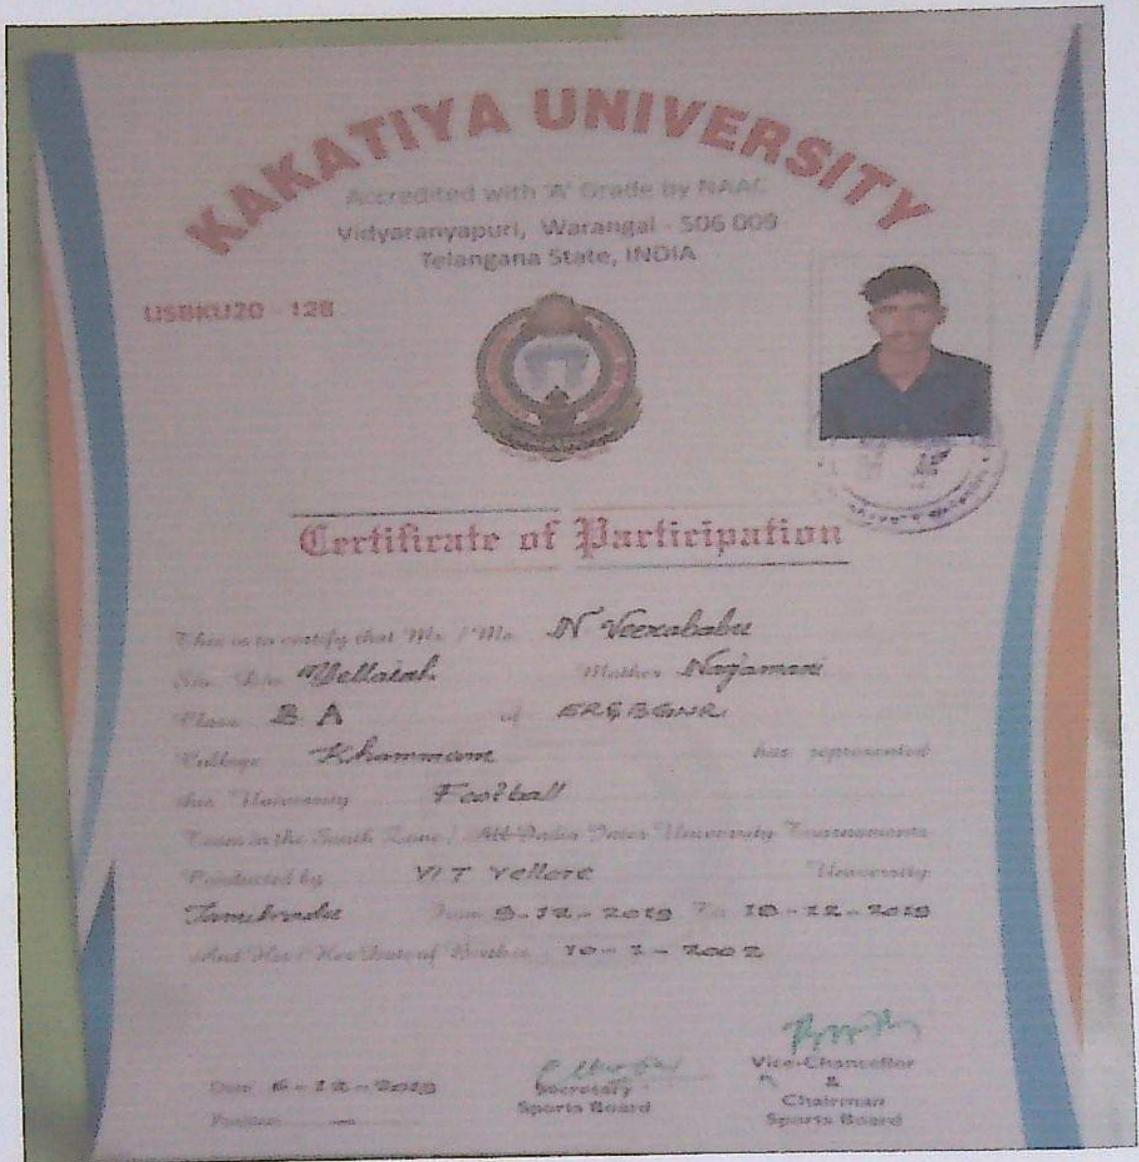 KAKATIYA UNIVERSITY
Accredited with 'A' Grade by NAAC
Vidyaranyapuri, Warangal - 506 009
Telangana State, INDIA
USBKU20 - 128
Certificate of Participation
This is to certify that Mr. / Ms. N Veerababu
Mother Nagamani
Class B A of
College Khammam has represented
the University Football
Team in the South Zone / All India Inter University Tournaments
Conducted by VIT Vellore University
Tamilnadu From 9-12-2019 To
And His / Her Date of Birth is 10-1-2002
Date 6-12-2019
Position —
Secretary
Sports Board
Vice-Chancellor
&
Chairman
Sports Board